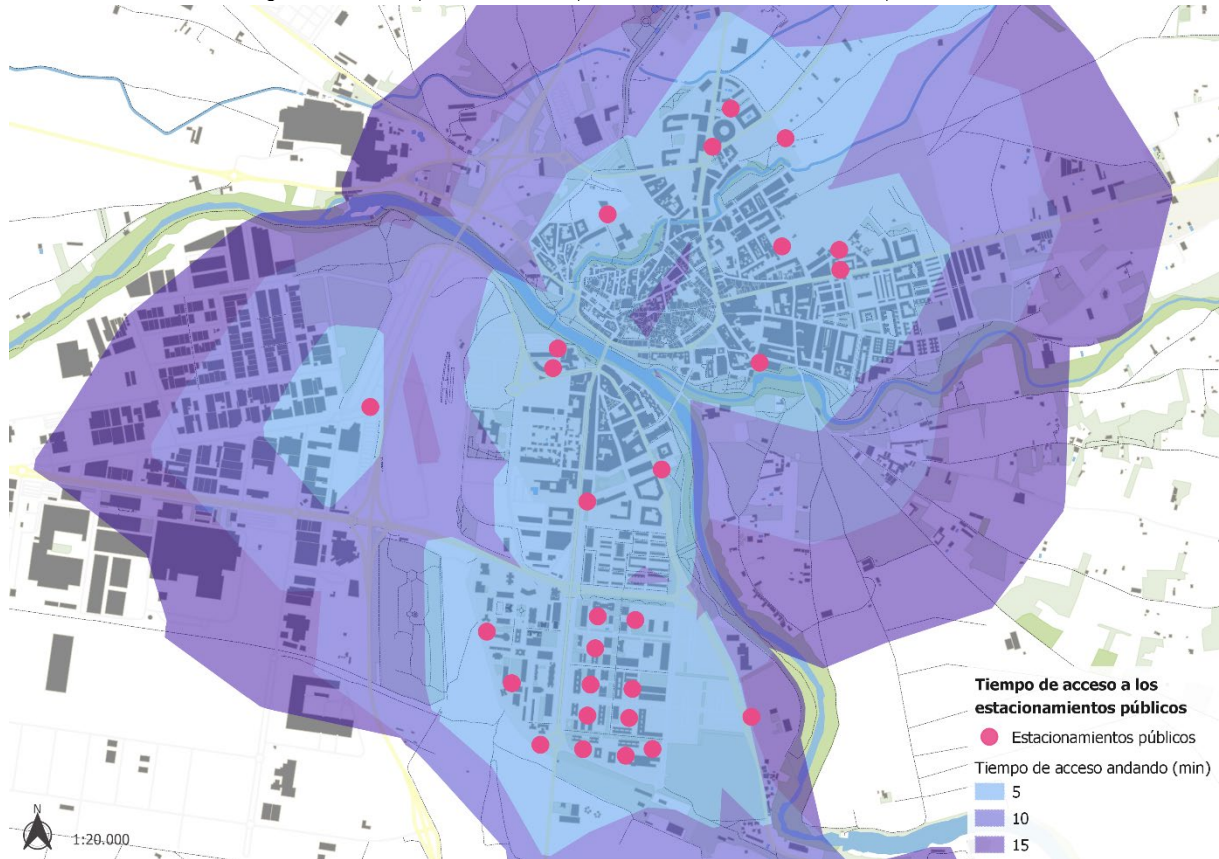 Tiempo de acceso a los
estacionamientos públicos
Estacionamientos públicos
Tiempo de acceso andando (min)
5
10
15
N
1:20.000